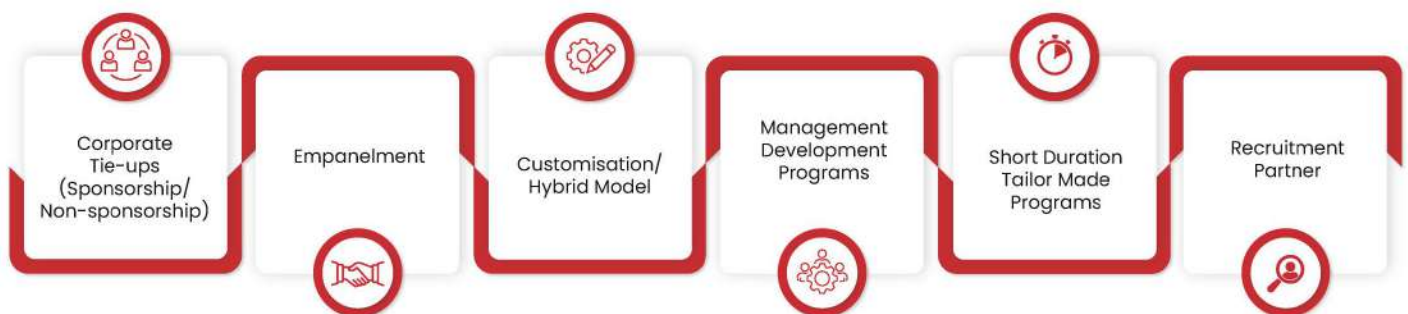 Corporate
Tie-ups
(Sponsorship/
Non-sponsorship)
Empanelment
Customisation/
Hybrid Model
Management
Development
Programs
Short Duration
Tailor Made
Programs
Recruitment
Partner